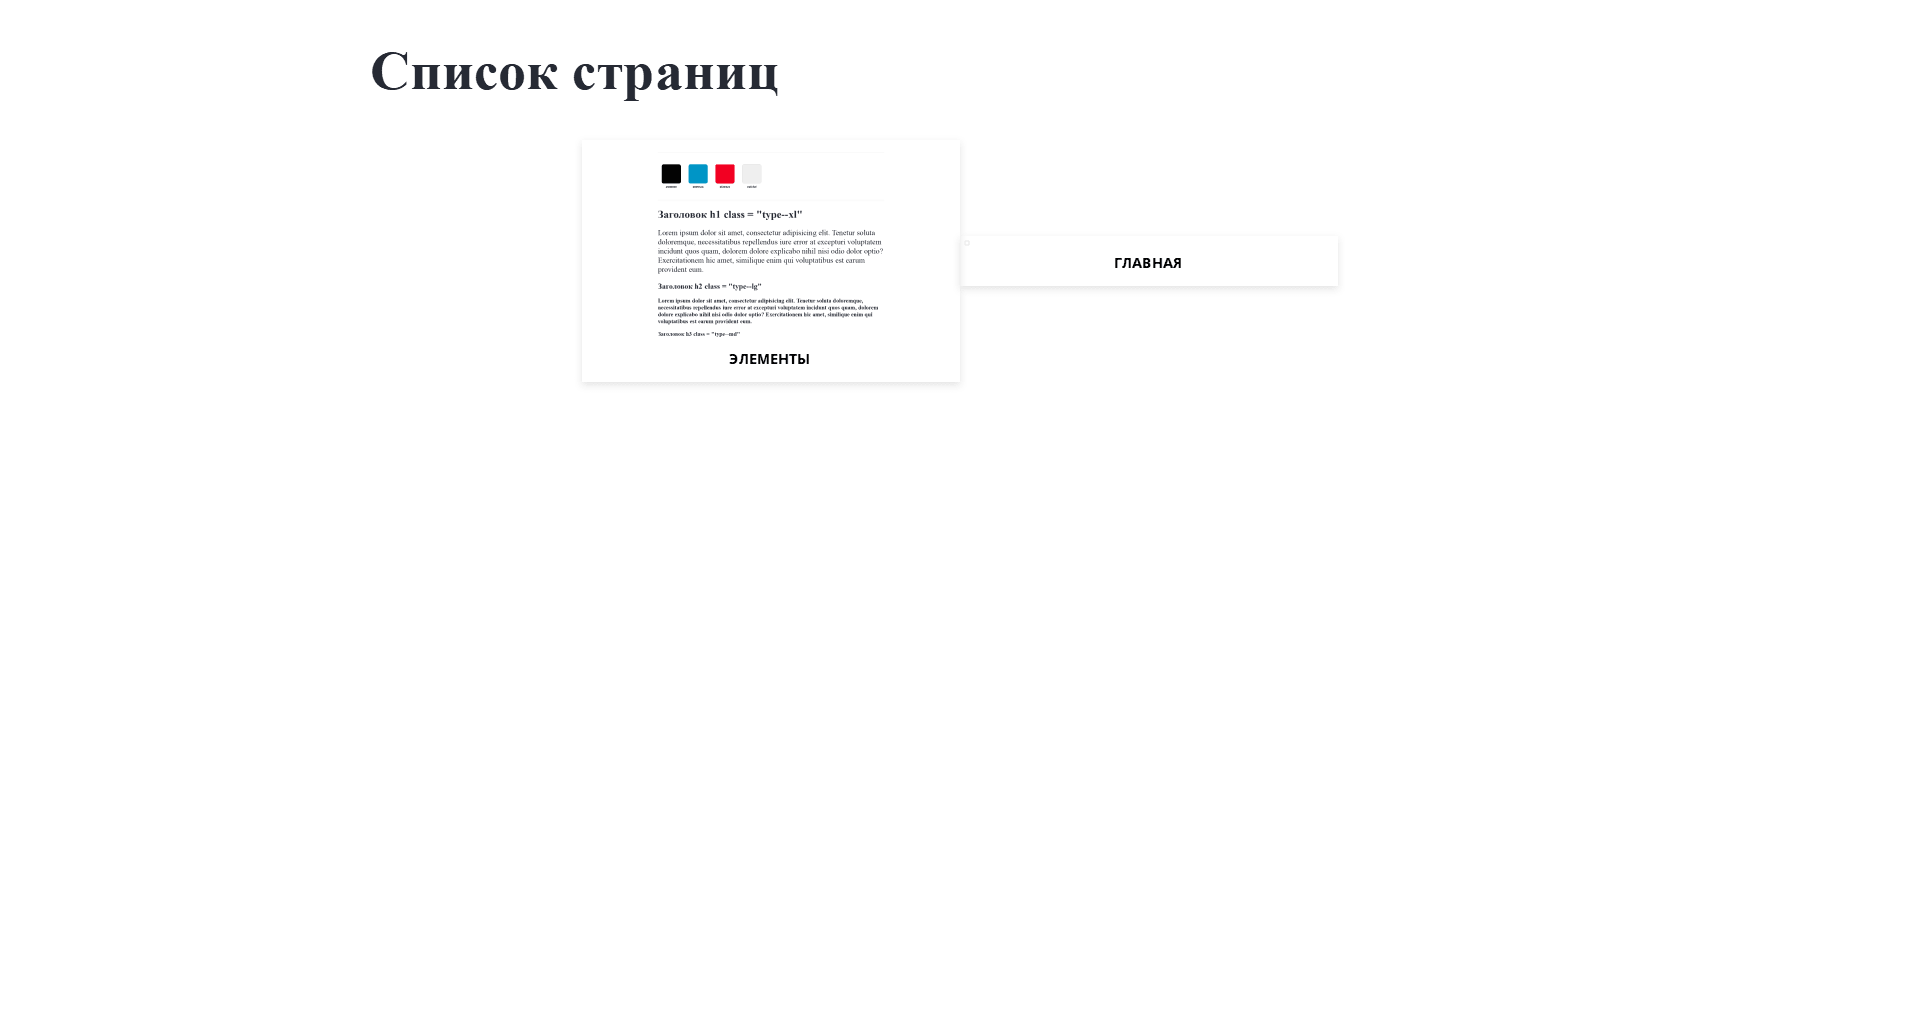 Список страниц
Заголовок h1 class = "type--xl"
Lorem ipsum dolor sit amet, consectetur adipisicing elit. Tenetur soluta
doloremque, necessitatibus repellendus iure error at excepturi voluptatem
incidunt quos quam, dolorem dolore explicabo nihil nisi odio dolor optio?
Exercitationem hic amet, similique enim qui voluptatibus est earum
provident eum.
Заголовок h2 class = "type--lg"
Lorem ipsum dolor sit amet, consectetur adipisicing elit. Tenetur soluta doloremque,
necessitatibus repellendus iure error at excepturi voluptatem incidunt quos quam, dolorem
dolore explicabo nihil nisi odio dolor optio? Exercitationem hic amet, similique enim qui
voluptatibus est earum provident eum.
Заголовок h3 class = "type--md"
ЭЛЕМЕНТЫ
ГЛАВНАЯ